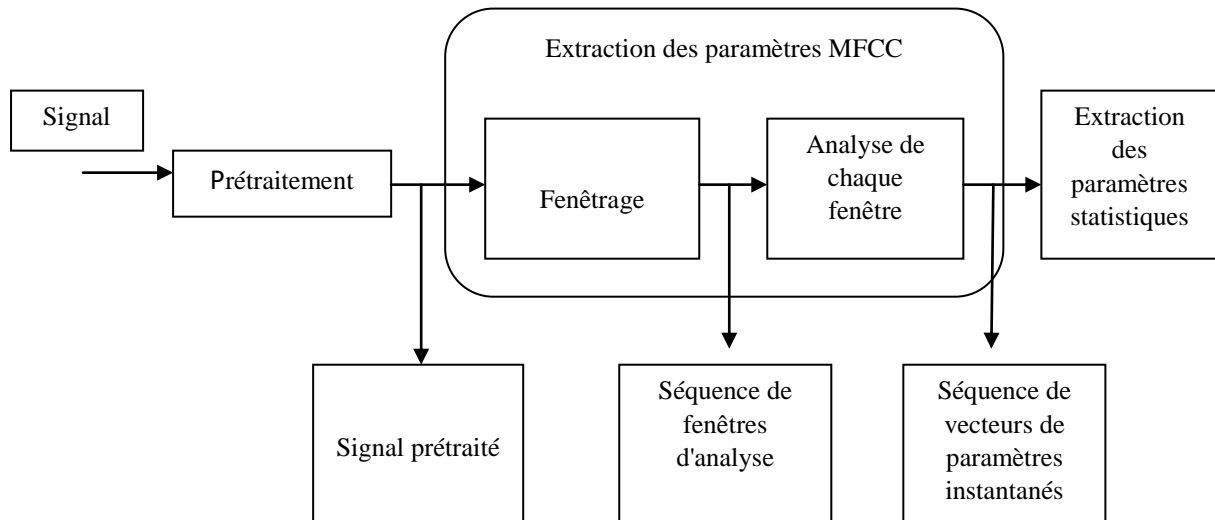 Extraction des paramètres MFCC
Signal
Prétraitement
Fenêtrage
Analyse de
chaque
fenêtre
Extraction
des
paramètres
statistiques
Signal prétraité
Séquence de
fenêtres
d'analyse
Séquence de
vecteurs de
paramètres
instantanés